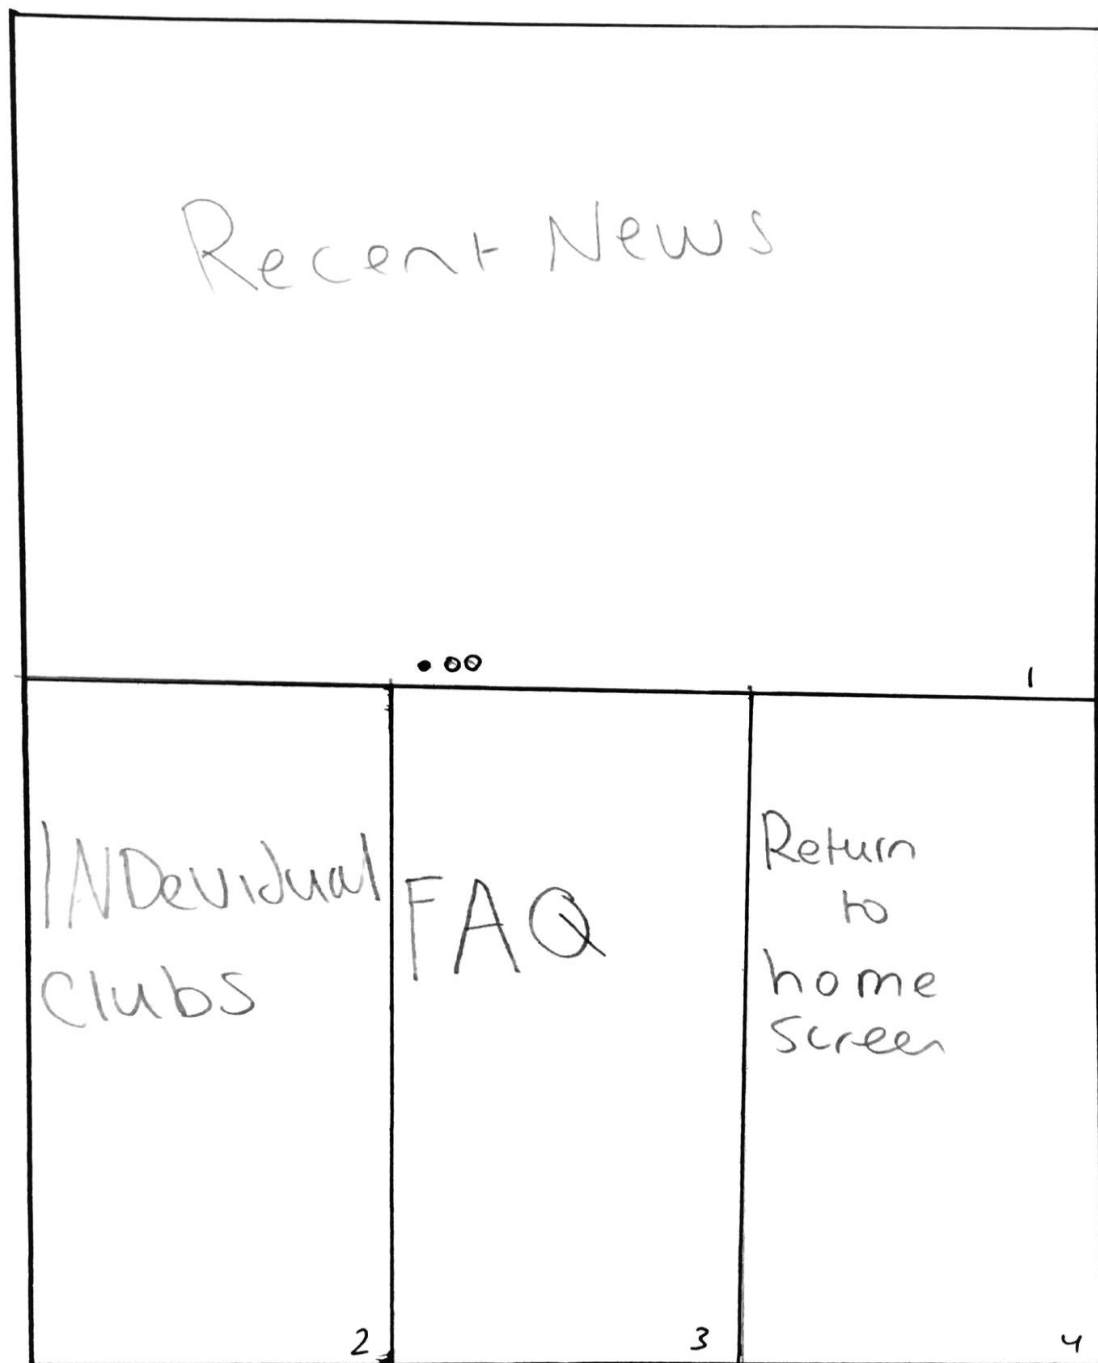 Recent News
1
INDevidual
Clubs
2
FAQ
3
Return
to
home
screen
4